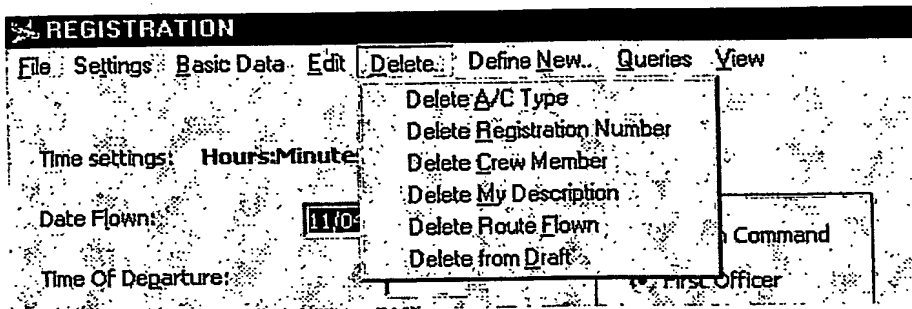 REGISTRATION
File Settings Basic Data Edit Delete.. Define New.. Queries View
Delete A/C Type
Delete Registration Number
Time settings: Hours:Minute
Delete Crew Member
Delete My Description
Date Flown: 11/0
Delete Route Flown
Command
Delete from Draft
Time Of Departure:
First Officer